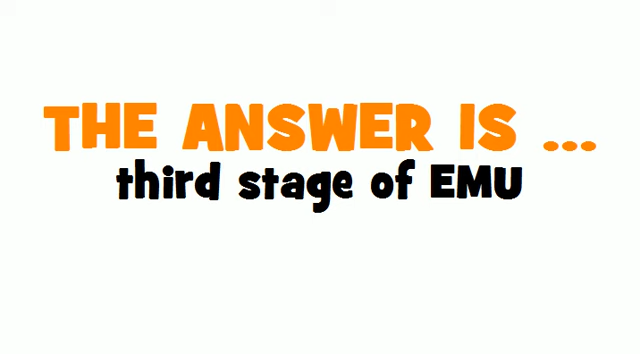 THE ANSWER IS ...
third stage of EMU